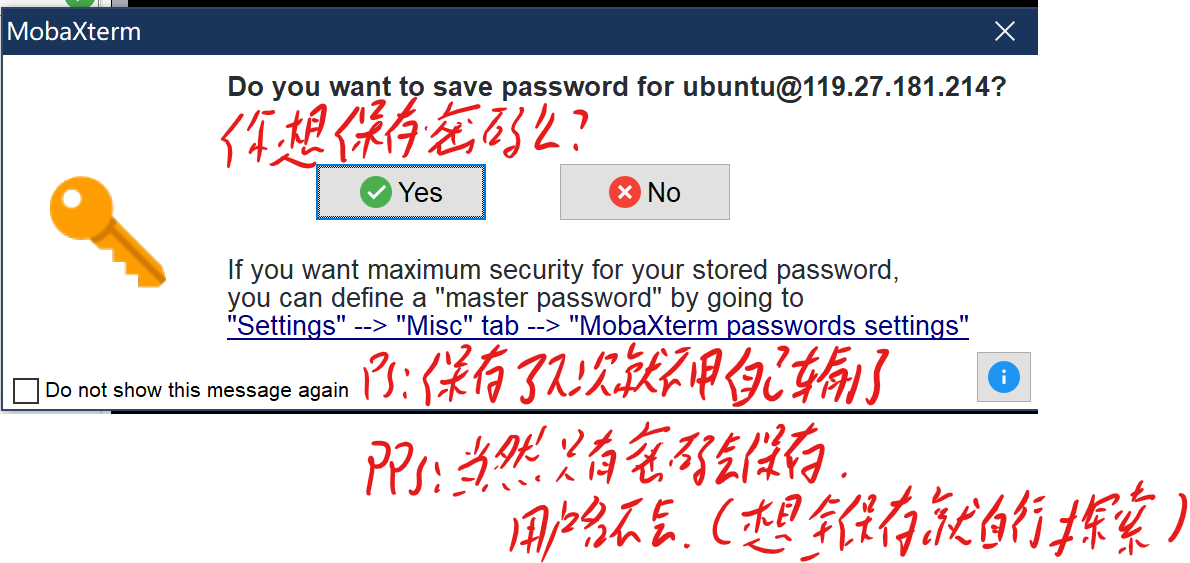 MobaXterm
Do you want to save password for ubuntu@119.27.181.214?
你想保存密码么?
Yes
No
If you want maximum security for your stored password,
you can define a "master password" by going to
"Settings" --> "Misc" tab --> "MobaXterm passwords settings"
Do not show this message again
PS:保存了下次就不用自己输了
PPS:当然只有密码会保存.
用户名不会.(想全保存就自行探索)